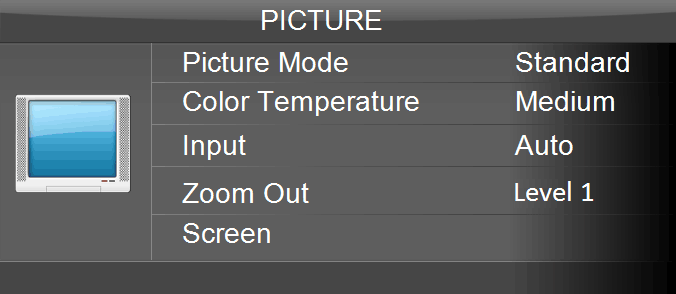 PICTURE
Picture Mode Standard
Color Temperature Medium
Input Auto
Zoom Out Level 1
Screen